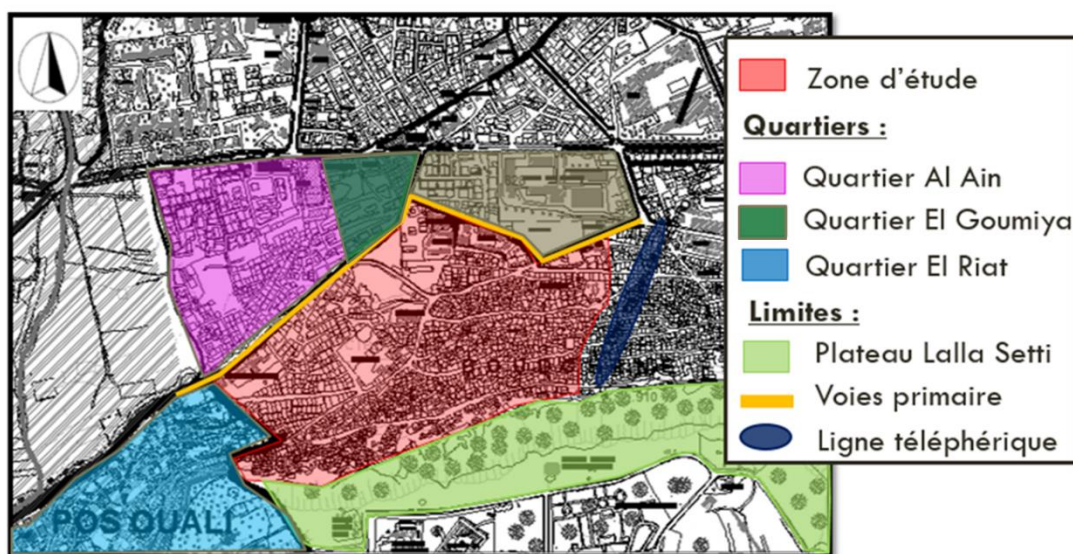 Zone d'étude
Quartiers :
Quartier Al Ain
Quartier El Goumiya
Quartier El Riat
Limites :
Plateau Lalla Setti
Voies primaire
Ligne téléphérique
910
POS OUALI